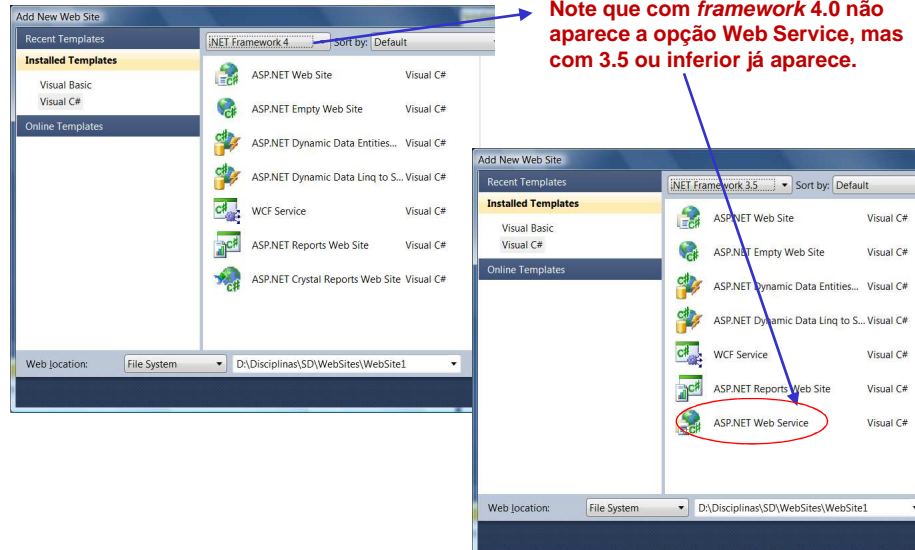 Note que com framework 4.0 não
aparece a opção Web Service, mas
com 3.5 ou inferior já aparece.
Add New Web Site
Recent Templates
Installed Templates
Visual Basic
Visual C#
Online Templates
.NET Framework 4 Sort by: Default
ASP.NET Web Site Visual C#
ASP.NET Empty Web Site Visual C#
ASP.NET Dynamic Data Entities... Visual C#
ASP.NET Dynamic Data Linq to S... Visual C#
WCF Service Visual C#
ASP.NET Reports Web Site Visual C#
ASP.NET Crystal Reports Web Site Visual C#
Web location: File System D:\Disciplinas\SD\WebSites\WebSite1
Add New Web Site
Recent Templates
Installed Templates
Visual Basic
Visual C#
Online Templates
.NET Framework 3.5 Sort by: Default
ASP.NET Web Site Visual C#
ASP.NET Empty Web Site Visual C#
ASP.NET Dynamic Data Entities... Visual C#
ASP.NET Dynamic Data Linq to S... Visual C#
WCF Service Visual C#
ASP.NET Reports Web Site Visual C#
ASP.NET Web Service Visual C#
Web location: File System D:\Disciplinas\SD\WebSites\WebSite1